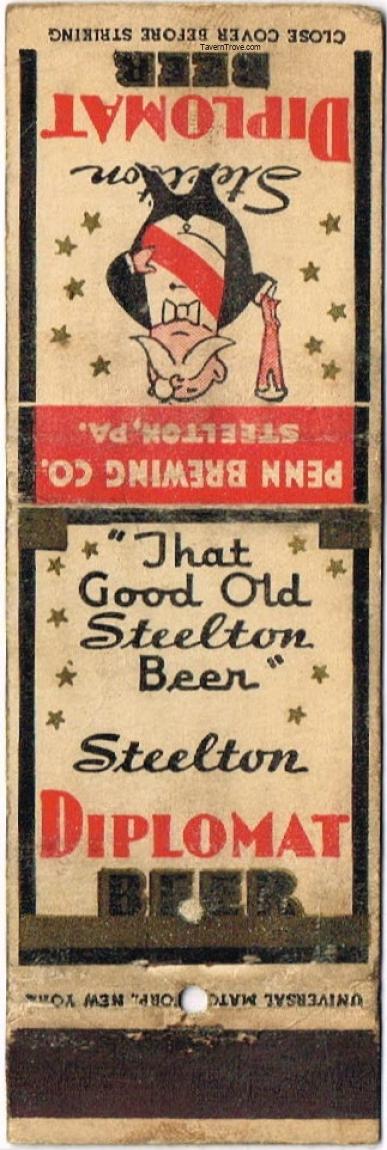 CLOSE COVER BEFORE STRIKING
TavernTrove.com
BEER
DIPLOMAT
Steelton
PENN BREWING CO.
STEELTON, PA.
"That
Good Old
Steelton
Beer"
Steelton
DIPLOMAT
BEER
UNIVERSAL MATCH CORP., NEW YORK